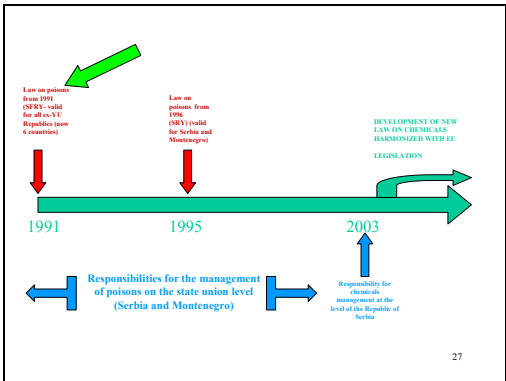 Law on poisons
from 1991
(SFRY- valid
for all ex-YU
Republics (now
6 countries)
Law on
poisons from
1996
(SRY) (valid
for Serbia and
Montenegro)
DEVELOPMENT OF NEW
LAW ON CHEMICALS
HARMONIZED WITH EU
LEGISLATION
1991
1995
2003
Responsibilities for the management
of poisons on the state union level
(Serbia and Montenegro)
Responsibility for
chemicals
management at the
level of the Republic of
Serbia
27